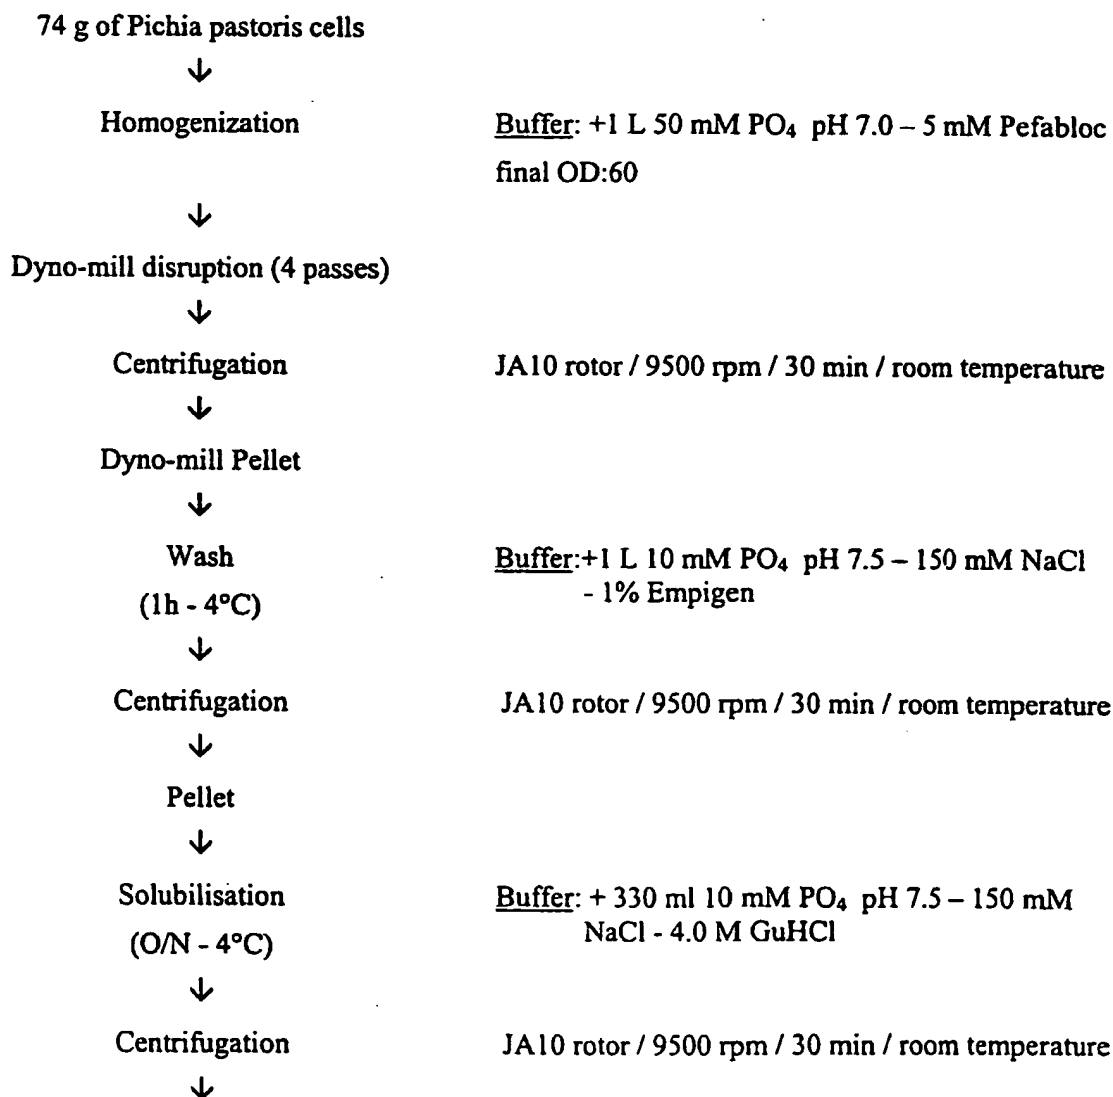 74 g of Pichia pastoris cells
↓
Homogenization Buffer: +1 L 50 mM PO₄ pH 7.0 – 5 mM Pefabloc
final OD:60
↓
Dyno-mill disruption (4 passes)
↓
Centrifugation JA10 rotor / 9500 rpm / 30 min / room temperature
↓
Dyno-mill Pellet
↓
Wash Buffer:+1 L 10 mM PO₄ pH 7.5 – 150 mM NaCl
- 1% Empigen
(1h - 4°C)
↓
Centrifugation JA10 rotor / 9500 rpm / 30 min / room temperature
↓
Pellet
↓
Solubilisation Buffer: + 330 ml 10 mM PO₄ pH 7.5 – 150 mM
NaCl - 4.0 M GuHCl
(O/N - 4°C)
↓
Centrifugation JA10 rotor / 9500 rpm / 30 min / room temperature
↓